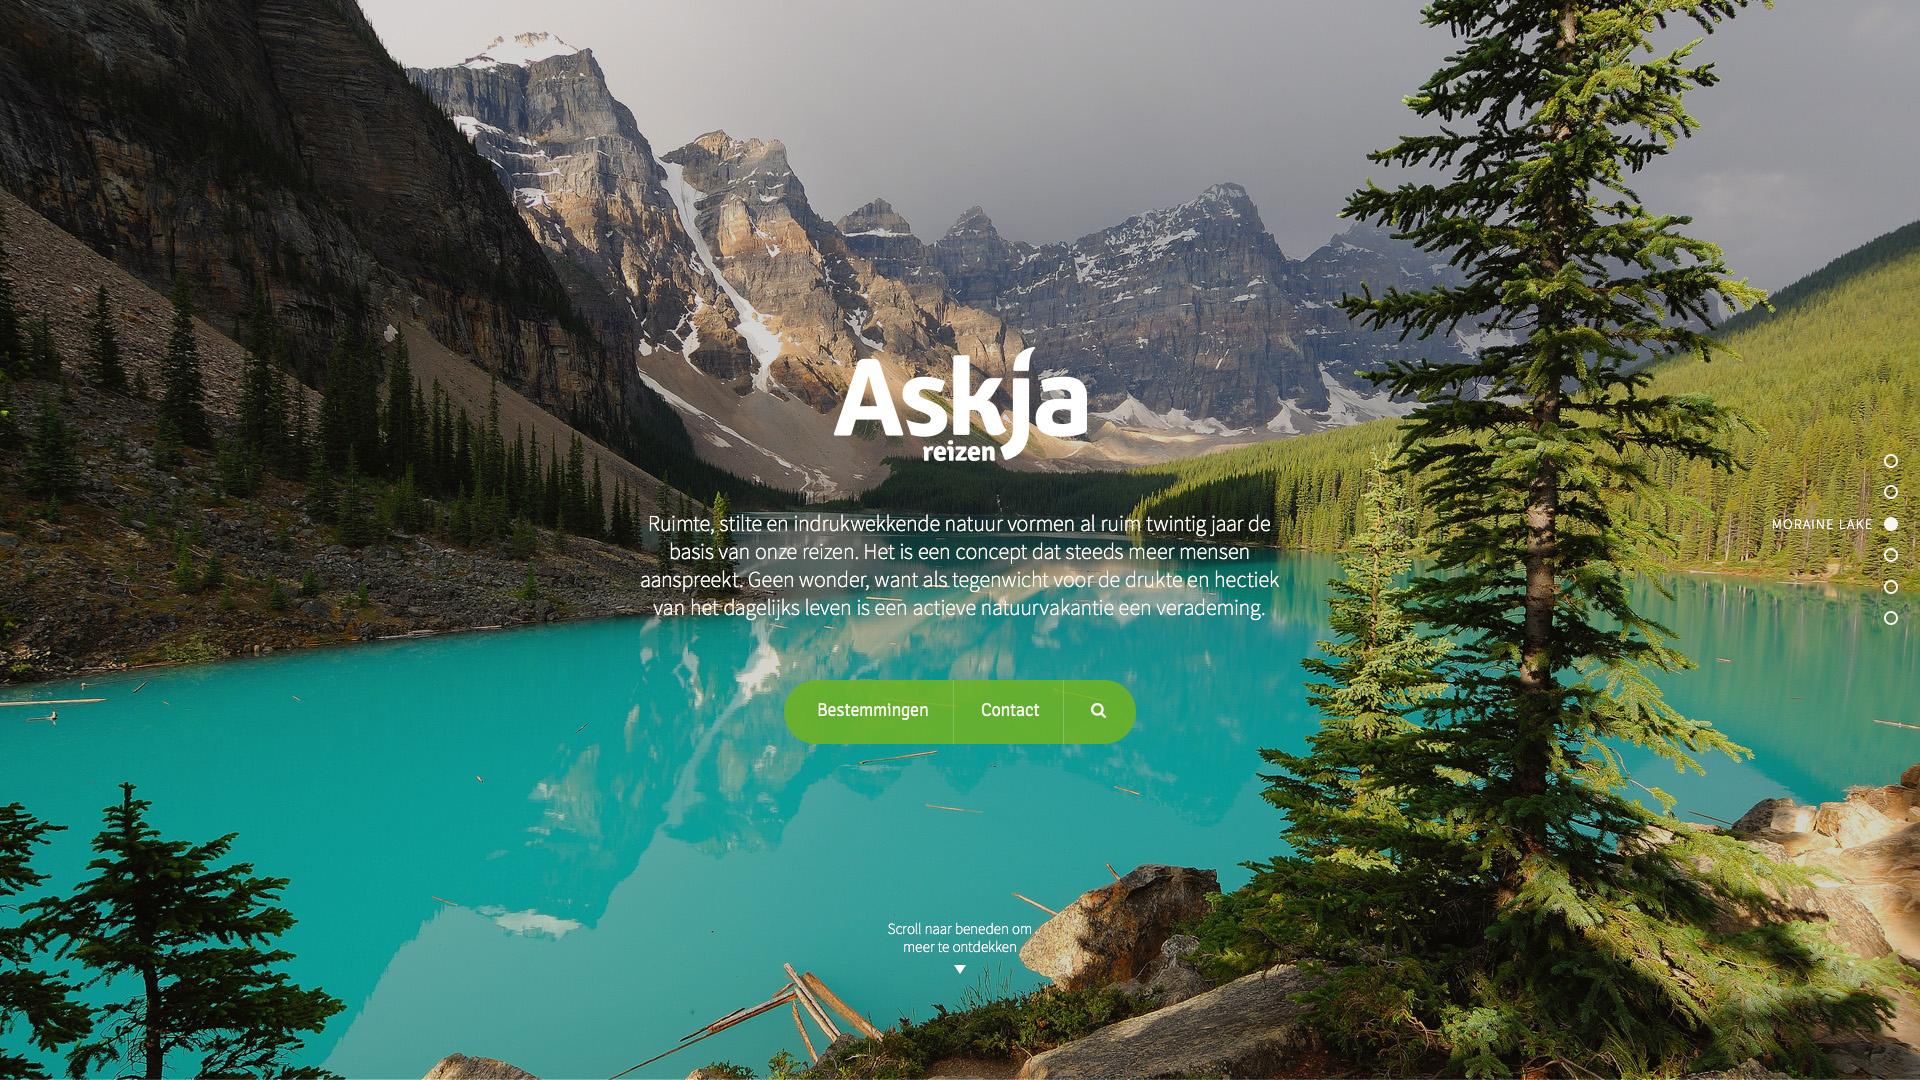 Askja
reizen
Ruimte, stilte en indrukwekkende natuur vormen al ruim twintig jaar de
basis van onze reizen. Het is een concept dat steeds meer mensen
aanspreekt. Geen wonder, want als tegenwicht voor de drukte en hectiek
van het dagelijks leven is een actieve natuurvakantie een verademing.
MORAINE LAKE
Bestemmingen
Contact
Scroll naar beneden om
meer te ontdekken